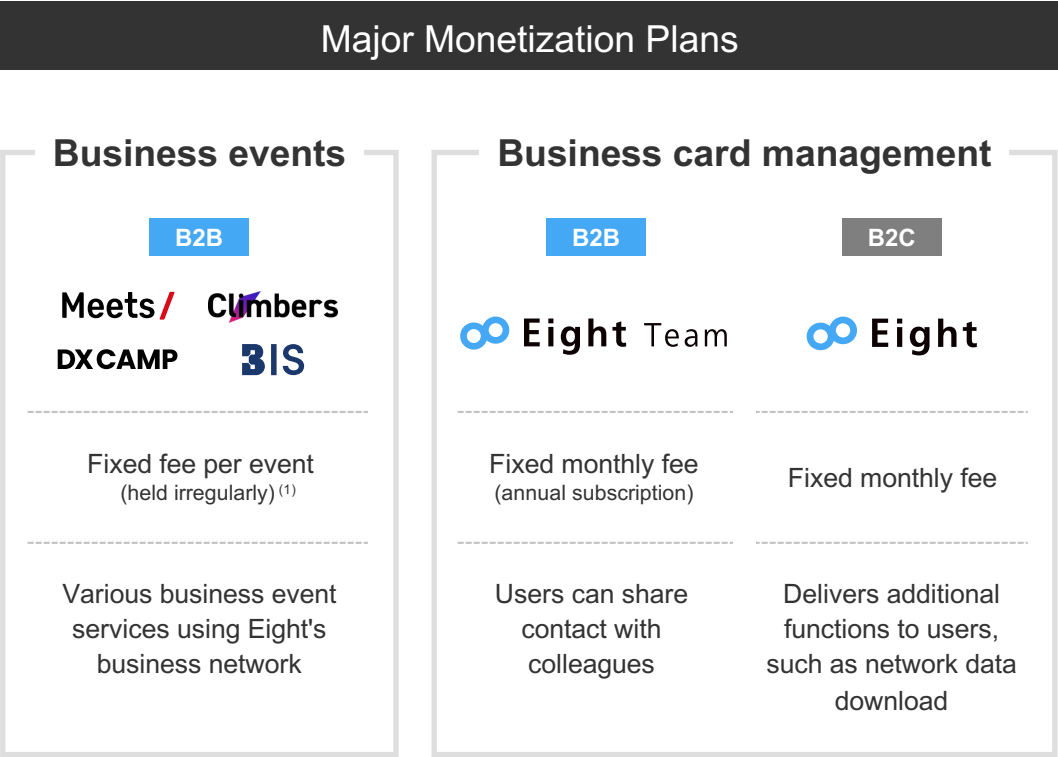 Major Monetization Plans
Business events
B2B
Meets/
Climbers
DX CAMP
BIS
Fixed fee per event
(held irregularly) (1)
Various business event
services using Eight's
business network
Business card management
B2B
Eight Team
Fixed monthly fee
(annual subscription)
Users can share
contact with
colleagues
B2C
Eight
Fixed monthly fee
Delivers additional
functions to users,
such as network data
download